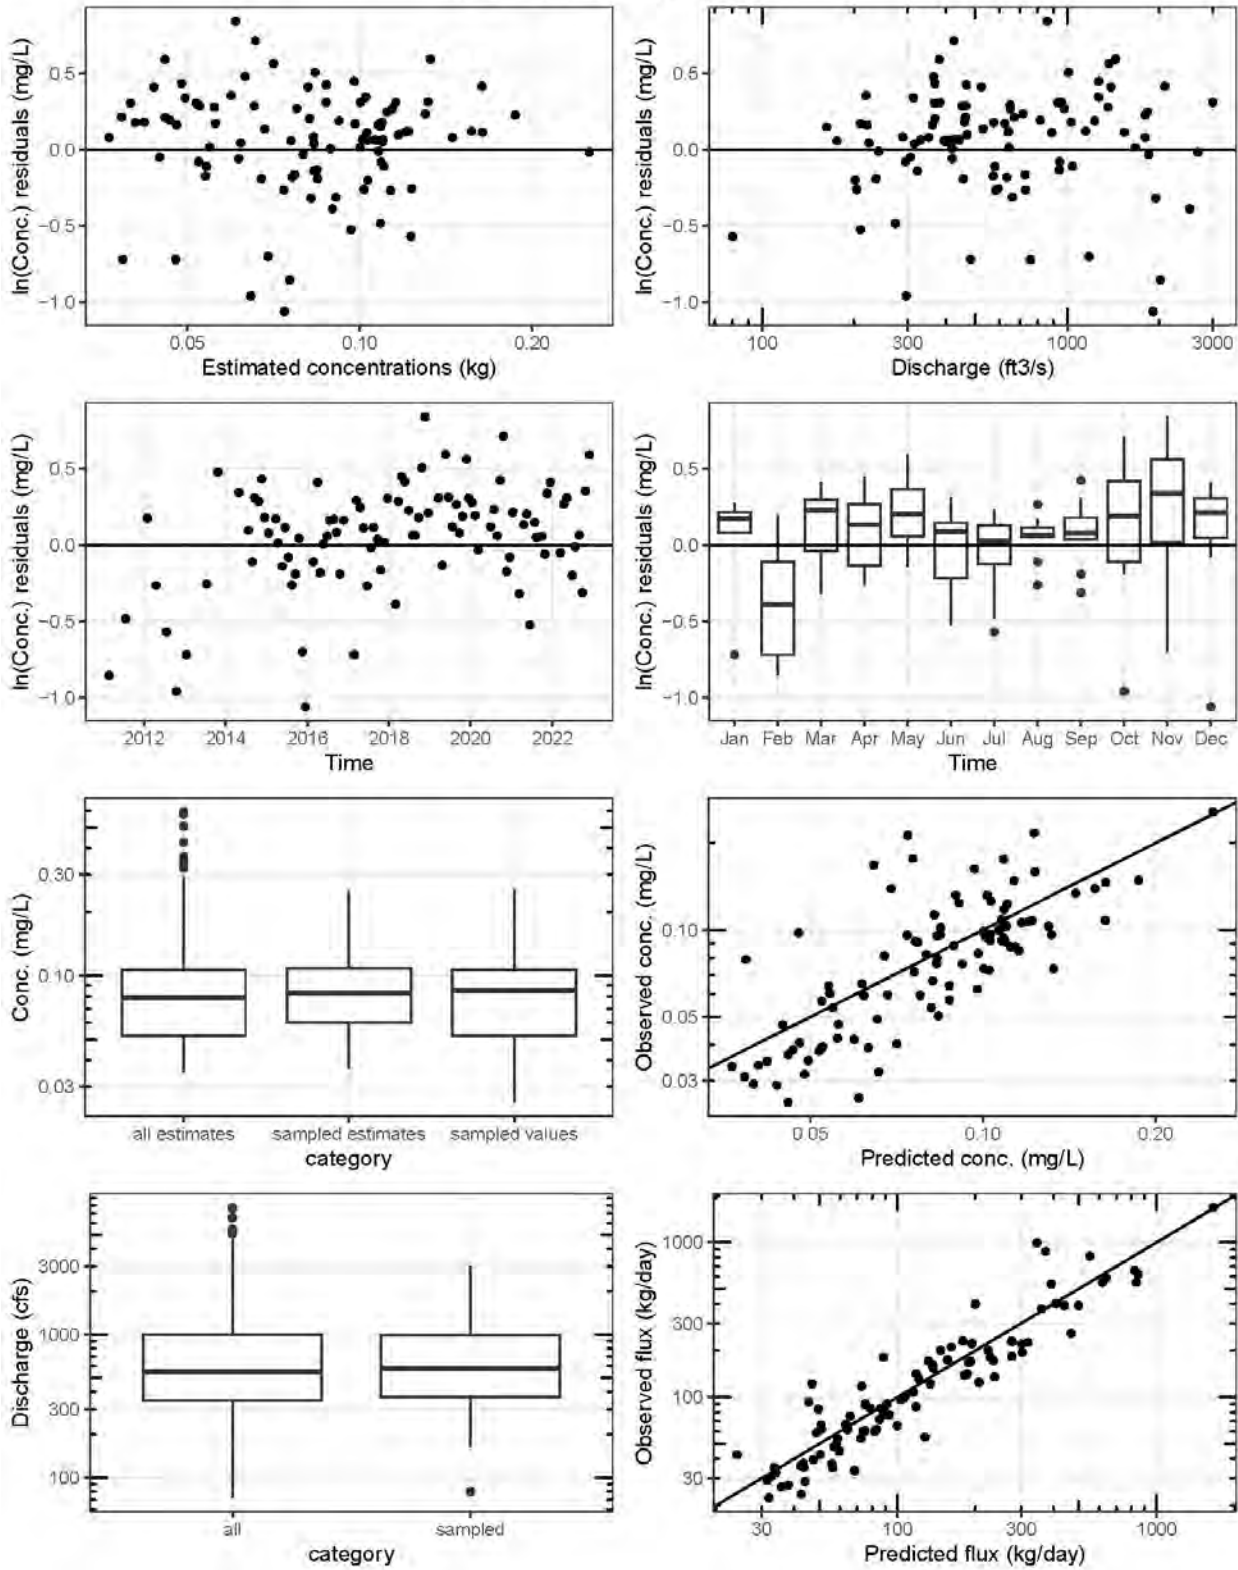 ln(Conc.) residuals (mg/L)
0.5
0.0
−0.5
−1.0
0.05 0.10 0.20
Estimated concentrations (kg)
ln(Conc.) residuals (mg/L)
0.5
0.0
−0.5
−1.0
100 300 1000 3000
Discharge (ft3/s)
ln(Conc.) residuals (mg/L)
0.5
0.0
−0.5
−1.0
2012 2014 2016 2018 2020 2022
Time
ln(Conc.) residuals (mg/L)
0.5
0.0
−0.5
−1.0
Jan Feb Mar Apr May Jun Jul Aug Sep Oct Nov Dec
Time
Conc. (mg/L)
0.30
0.10
0.03
all estimates sampled estimates sampled values
category
Observed conc. (mg/L)
0.10
0.05
0.03
0.05 0.10 0.20
Predicted conc. (mg/L)
Discharge (cfs)
3000
1000
300
100
all sampled
category
Observed flux (kg/day)
1000
300
100
30
30 100 300 1000
Predicted flux (kg/day)